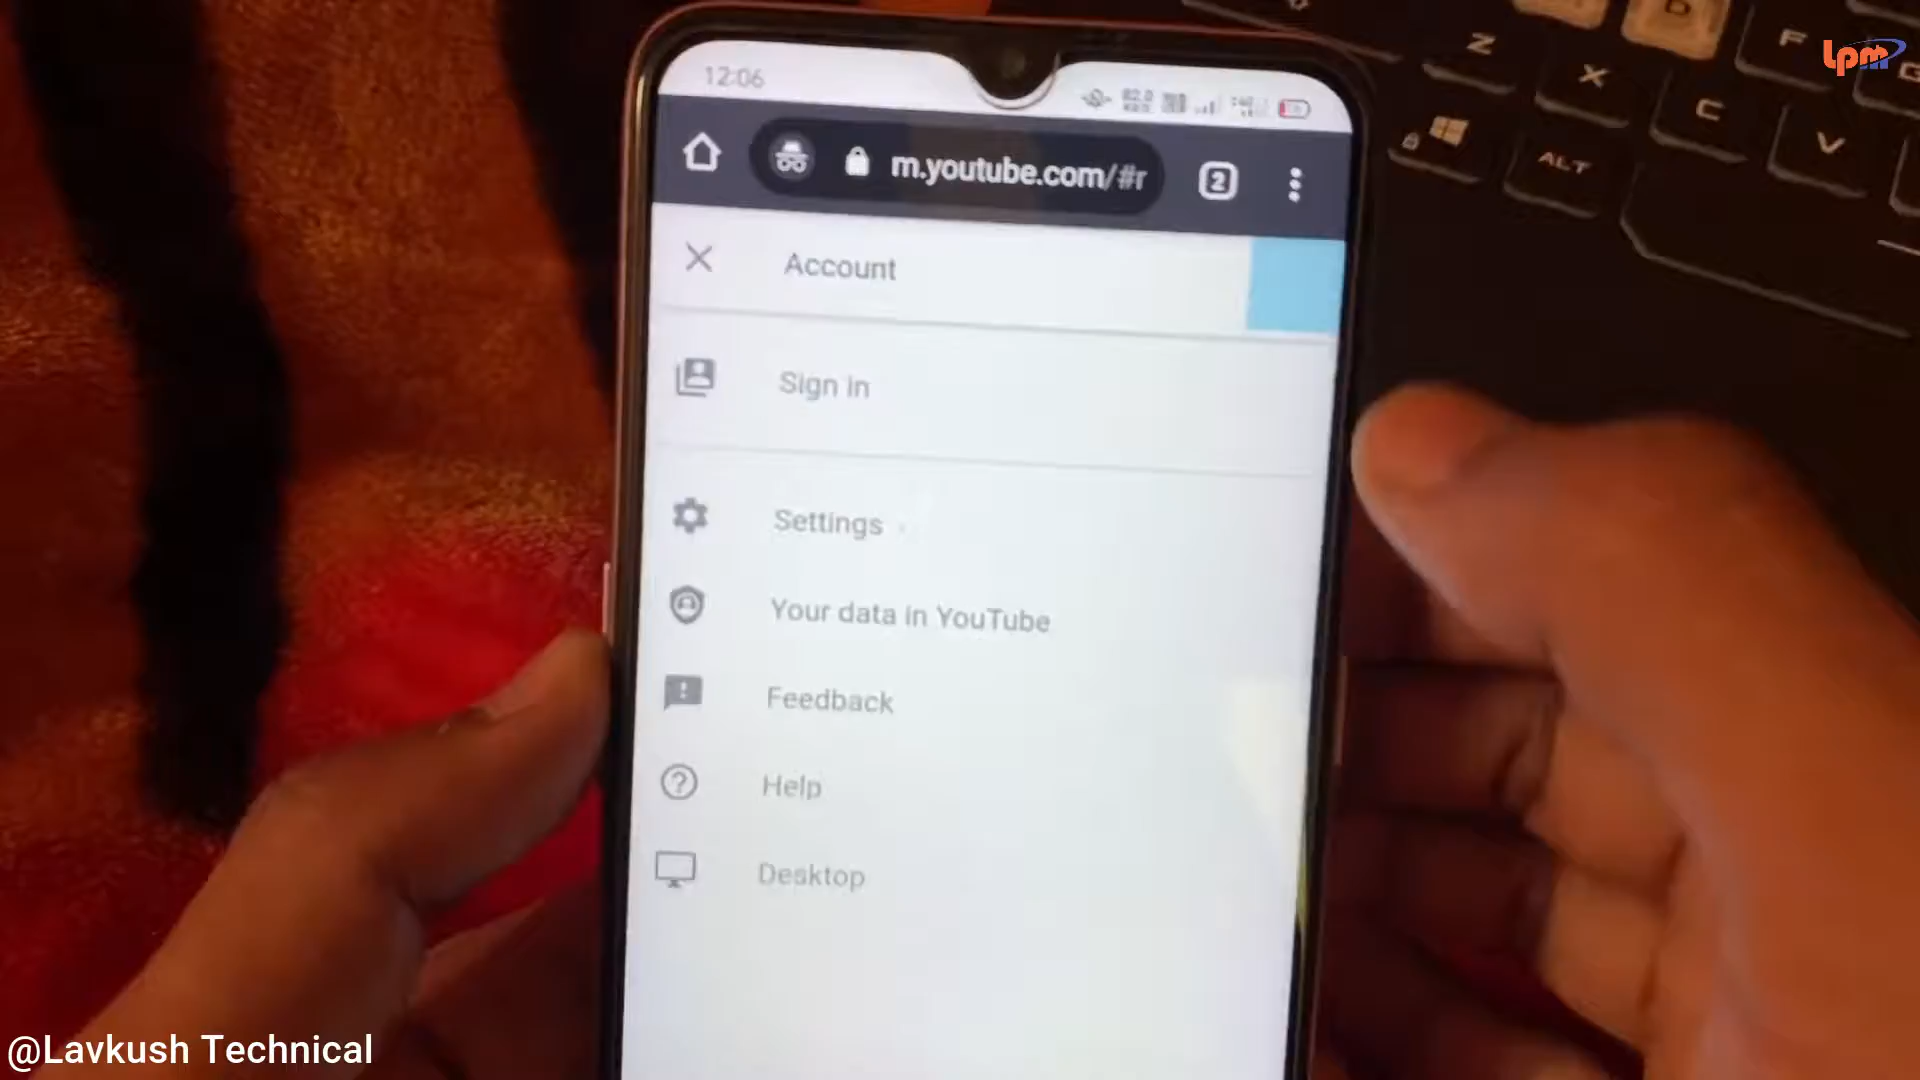 12:06
m.youtube.com/#r
2
Account
Sign in
Settings
Your data in YouTube
Feedback
Help
Desktop
Z
X
C
V
D
F
G
ALT
lpm
@Lavkush Technical